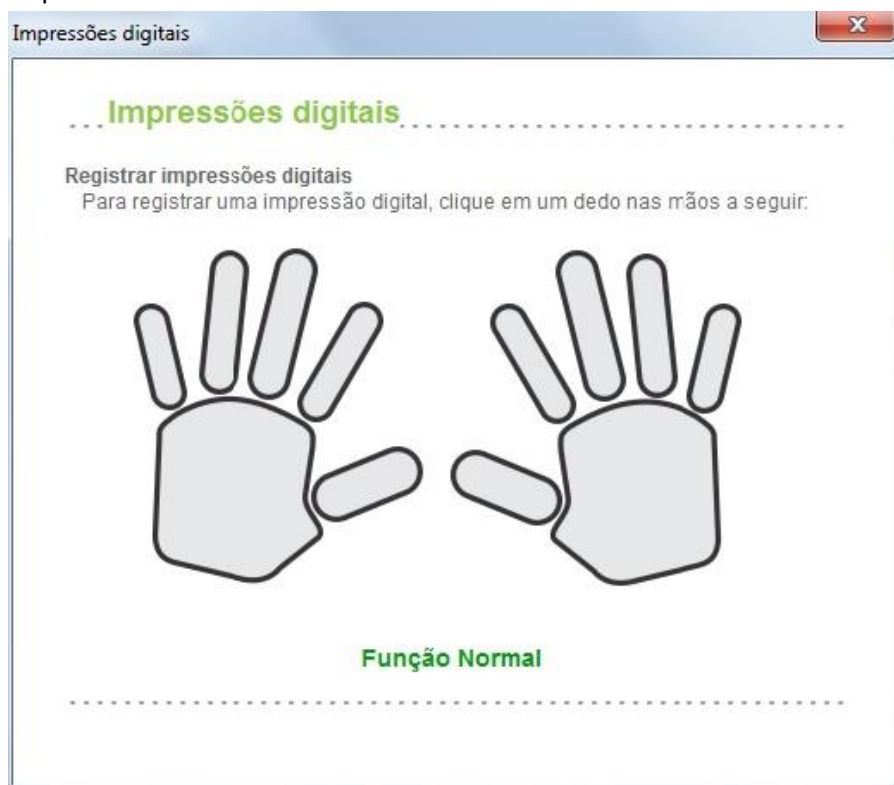 Impressões digitais
X
Impressões digitais
Registrar impressões digitais
Para registrar uma impressão digital, clique em um dedo nas mãos a seguir:
Função Normal